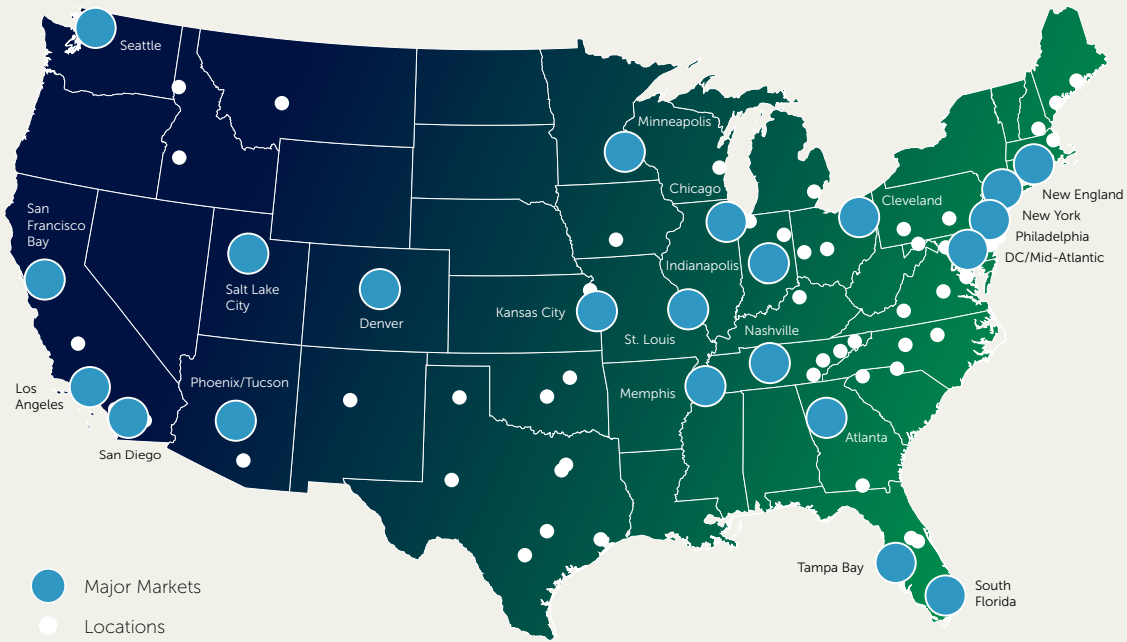 Seattle
Minneapolis
Chicago
Cleveland
New England
San
Francisco
Bay
New York
Philadelphia
DC/Mid-Atlantic
Indianapolis
Salt Lake
City
Denver
Kansas City
St. Louis
Nashville
Los
Angeles
Phoenix/Tucson
Memphis
Atlanta
San Diego
Tampa Bay
South
Florida
Major Markets
Locations